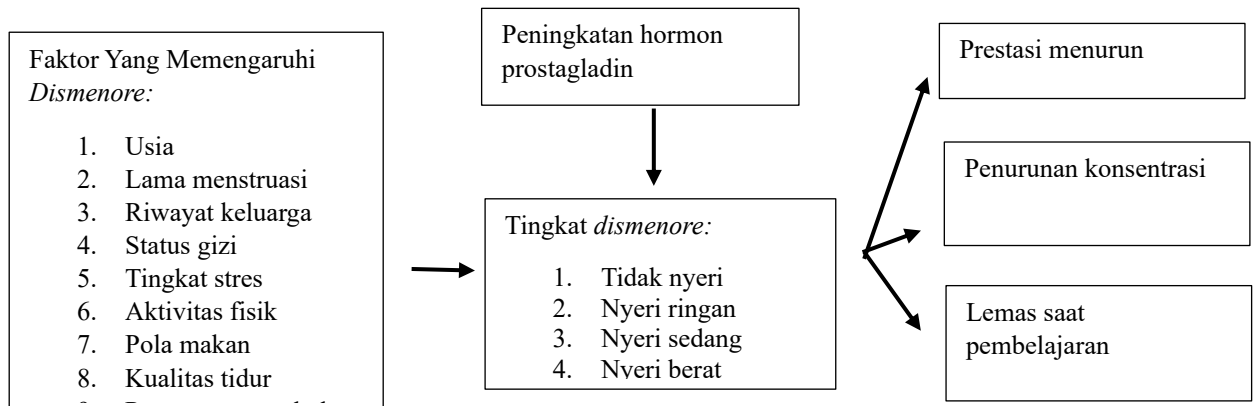 Faktor Yang Memengaruhi
Dismenore:
1. Usia
2. Lama menstruasi
3. Riwayat keluarga
4. Status gizi
5. Tingkat stres
6. Aktivitas fisik
7. Pola makan
8. Kualitas tidur
Peningkatan hormon
prostagladin
Tingkat dismenore:
1. Tidak nyeri
2. Nyeri ringan
3. Nyeri sedang
4. Nyeri berat
Prestasi menurun
Penurunan konsentrasi
Lemas saat
pembelajaran